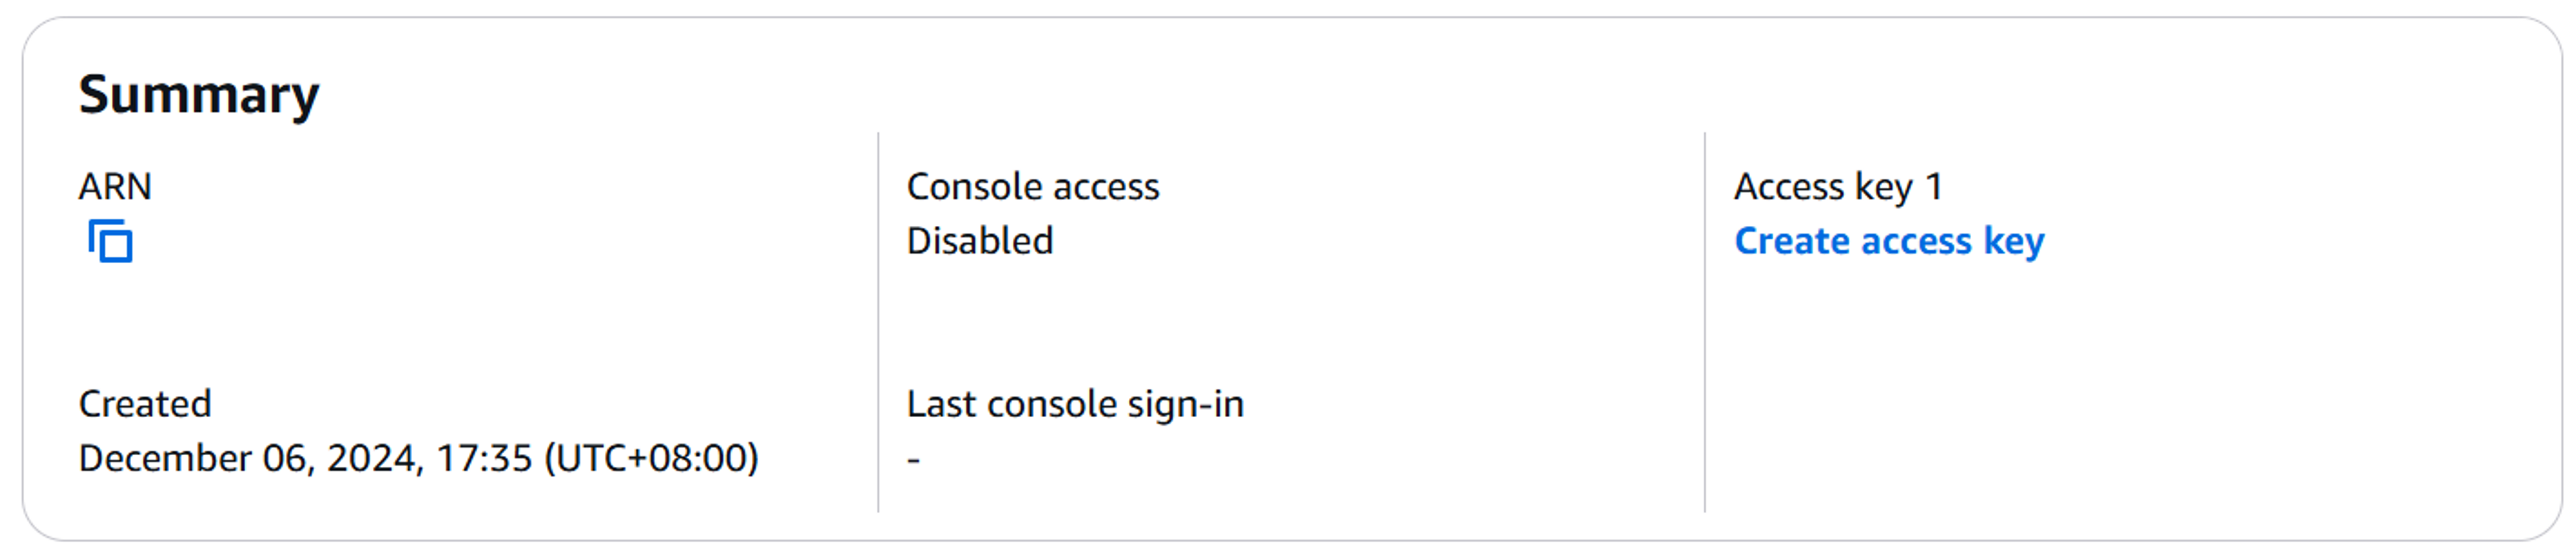 Summary
ARN
Console access
Disabled
Access key 1
Create access key
Created
December 06, 2024, 17:35 (UTC+08:00)
Last console sign-in
-